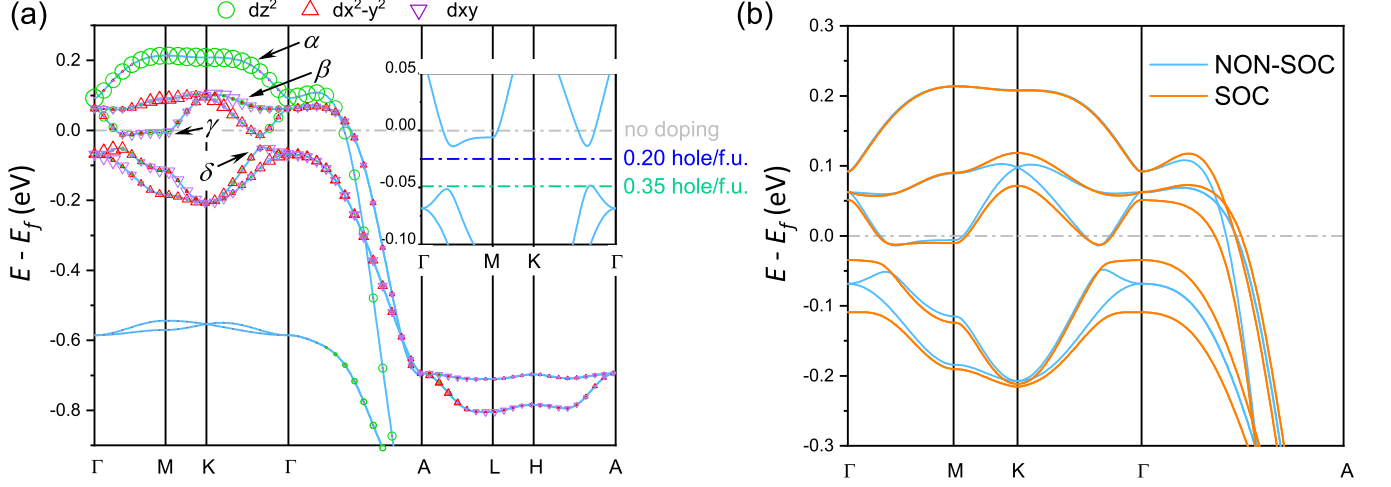 (a)
dz²
dx²-y²
dxy
0.2
0.0
-0.2
-0.4
-0.6
-0.8
E - E_f (eV)
α
β
γ
δ
Γ
M
K
Γ
A
L
H
A
0.05
0.00
-0.05
-0.10
Γ
M
K
Γ
no doping
0.20 hole/f.u.
0.35 hole/f.u.
(b)
0.3
0.2
0.1
0.0
-0.1
-0.2
-0.3
E - E_f (eV)
NON-SOC
SOC
Γ
M
K
Γ
A